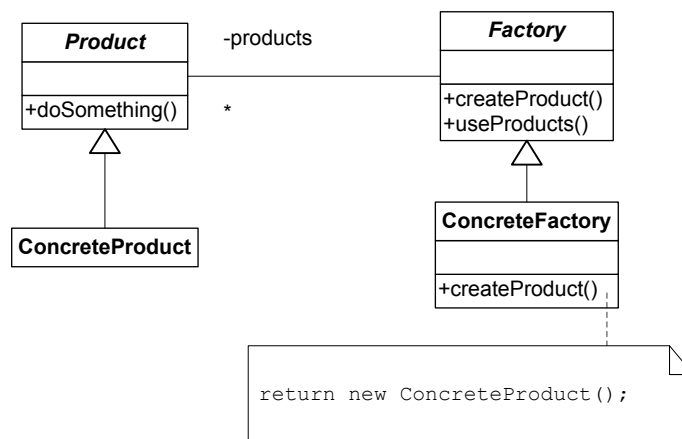 Product
-products
Factory
+doSomething()
*
+createProduct()
+useProducts()
ConcreteProduct
ConcreteFactory
+createProduct()
return new ConcreteProduct();